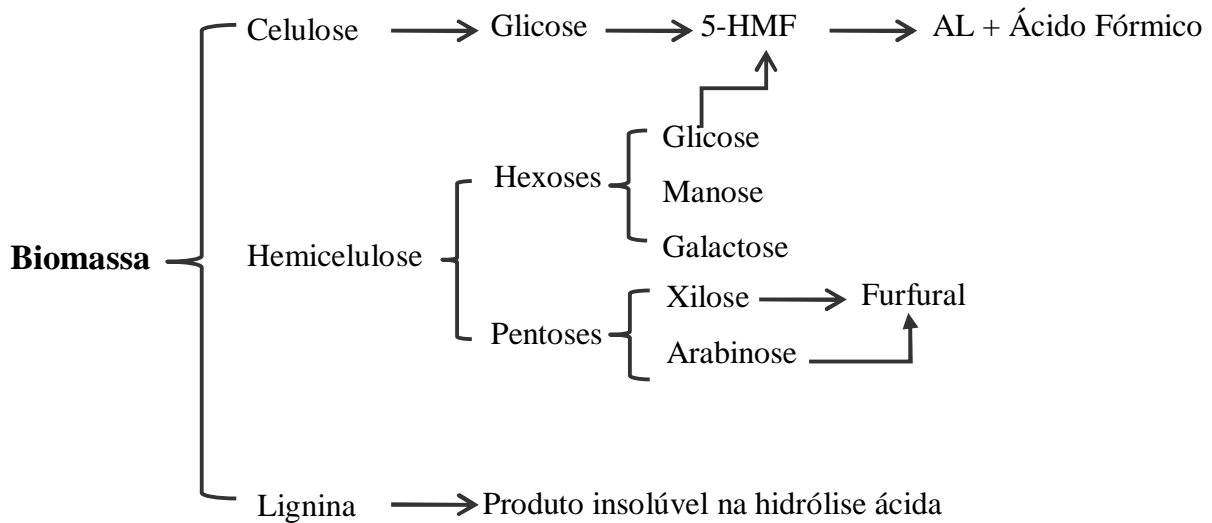 Celulose Glicose 5-HMF AL + Ácido Fórmico
Glicose
Hexoses
Manose
Biomassa Hemicelulose Galactose
Xilose Furfural
Pentoses
Arabinose
Lignina Produto insolúvel na hidrólise ácida